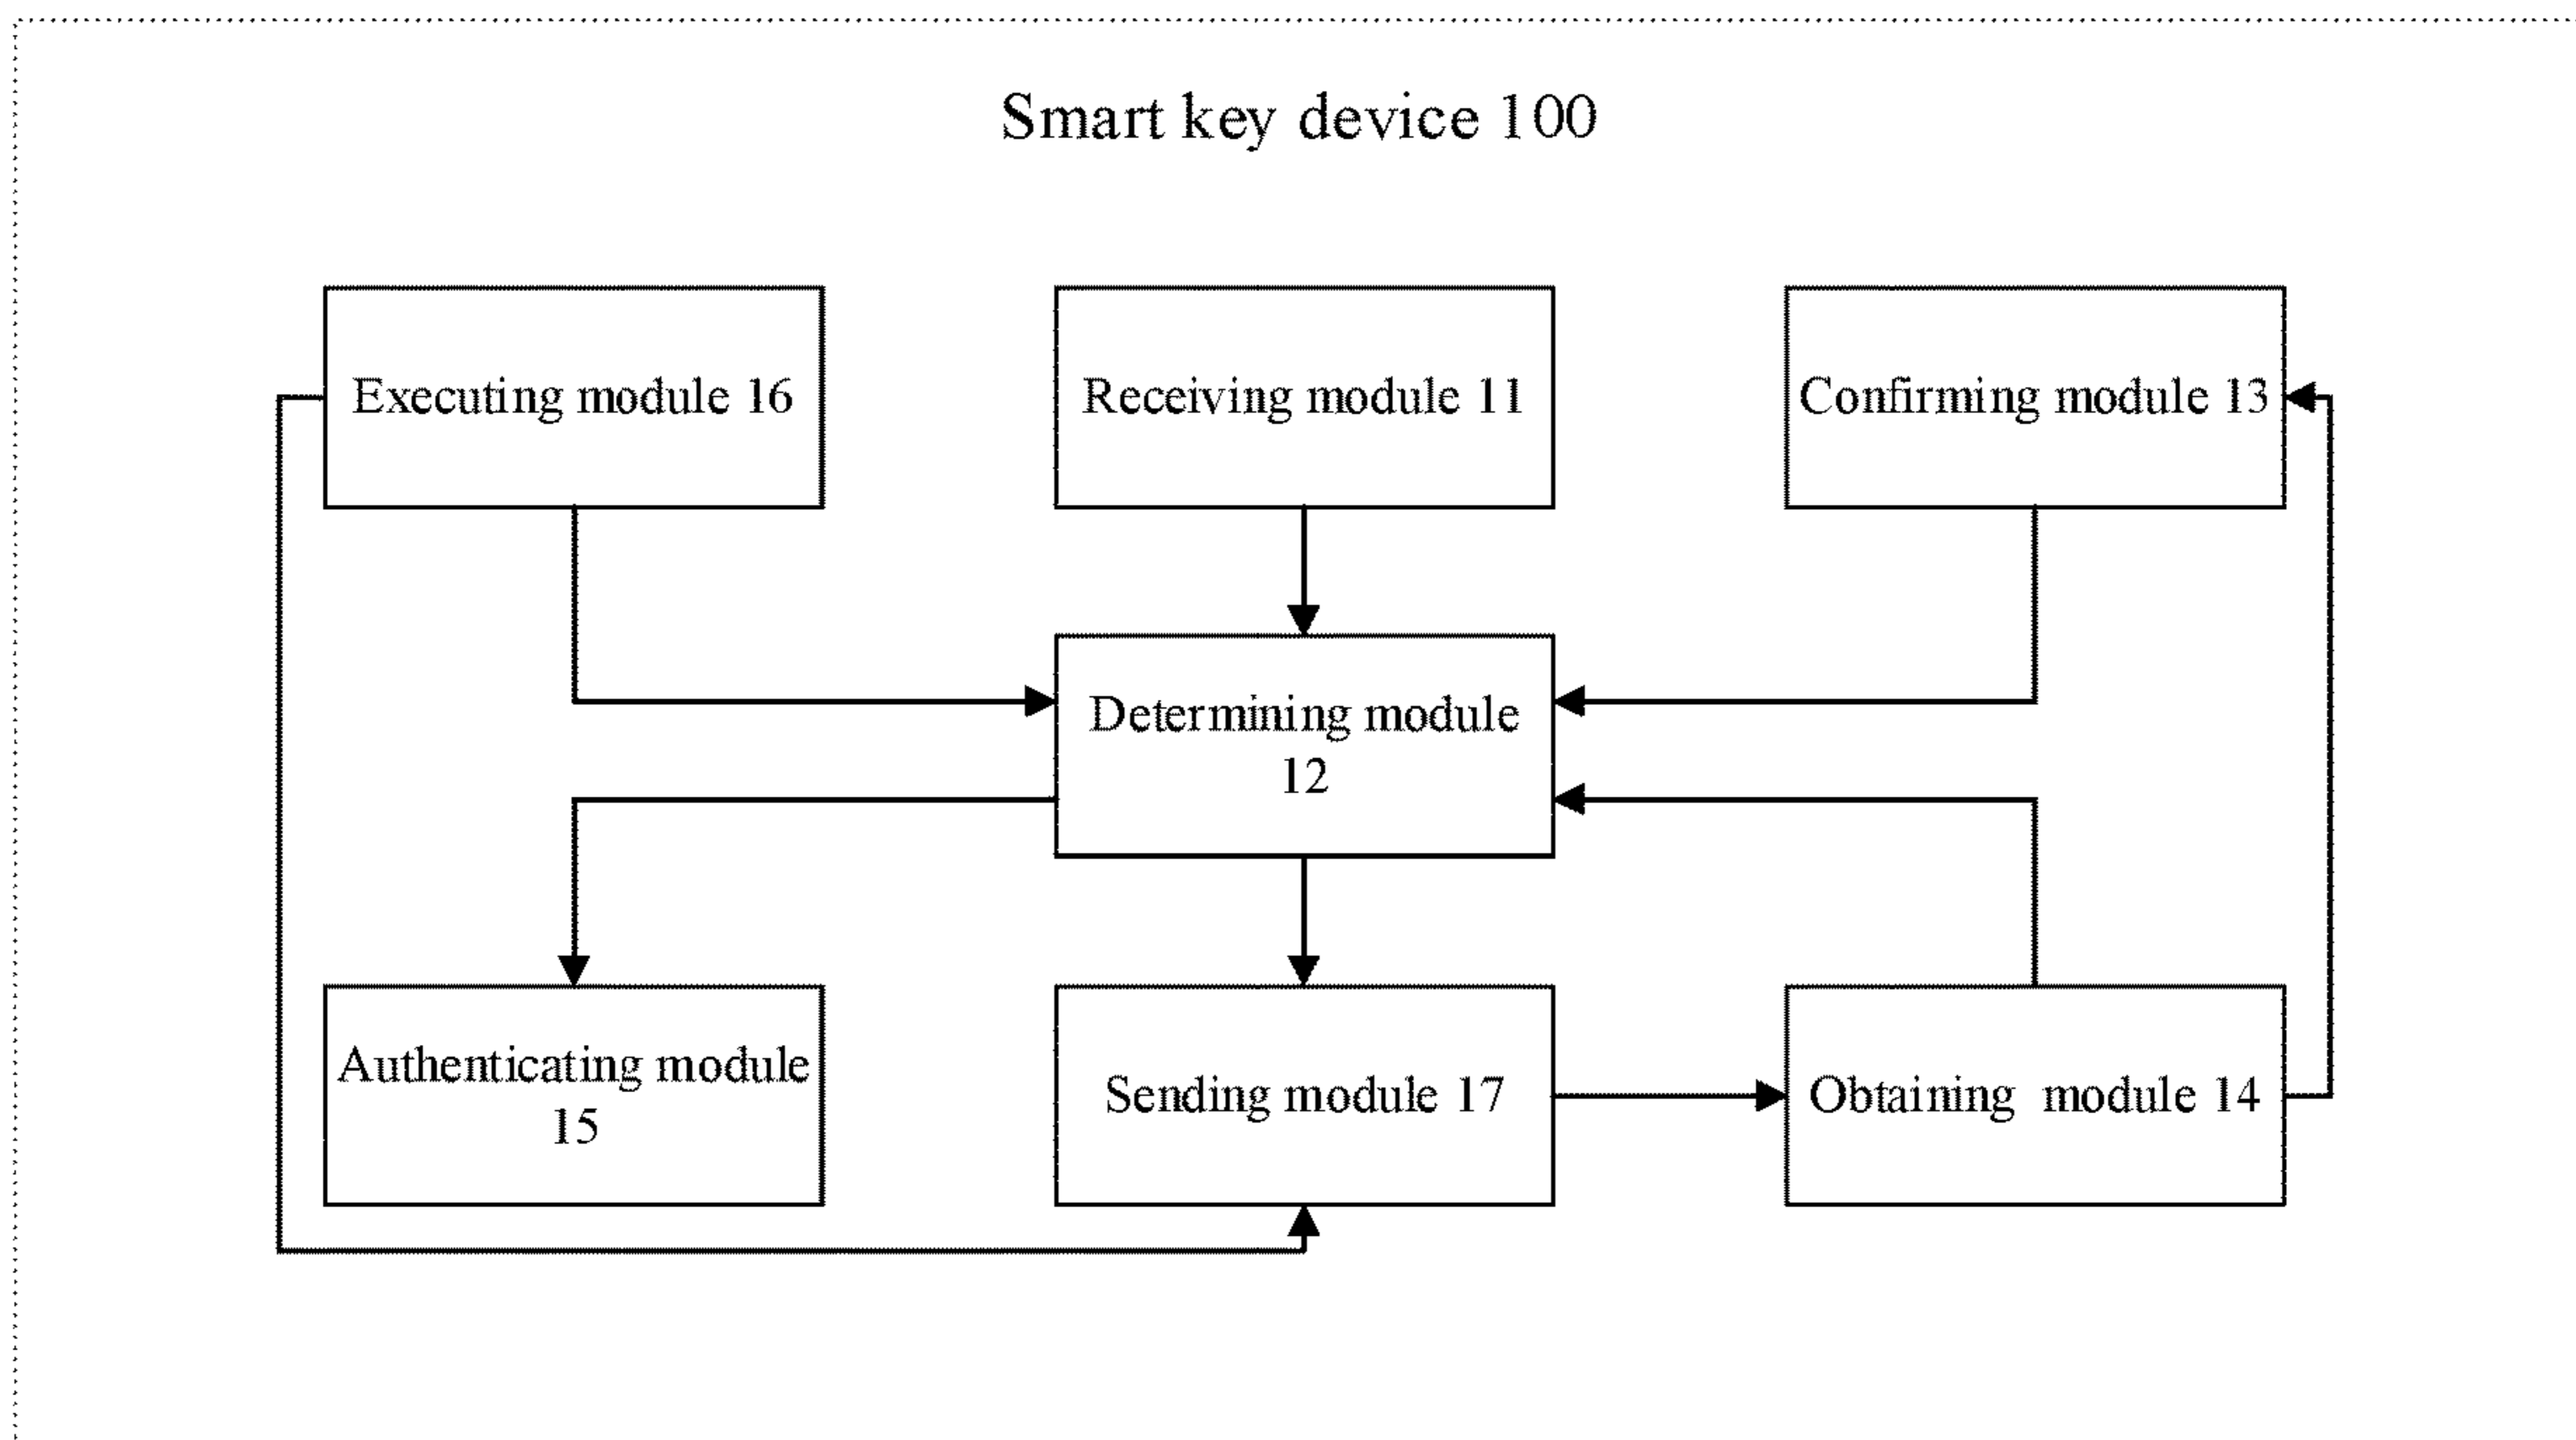 Smart key device 100
Executing module 16
Receiving module 11
Confirming module 13
Determining module
12
Authenticating module
15
Sending module 17
Obtaining  module 14